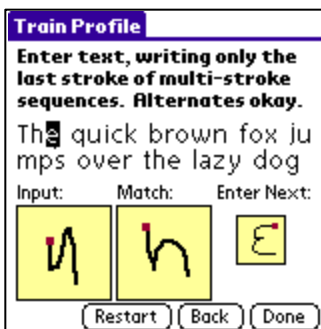 Train Profile
Enter text, writing only the
last stroke of multi-stroke
sequences. Alternates okay.
The quick brown fox ju
mps over the lazy dog
Input: Match: Enter Next:
Restart Back Done